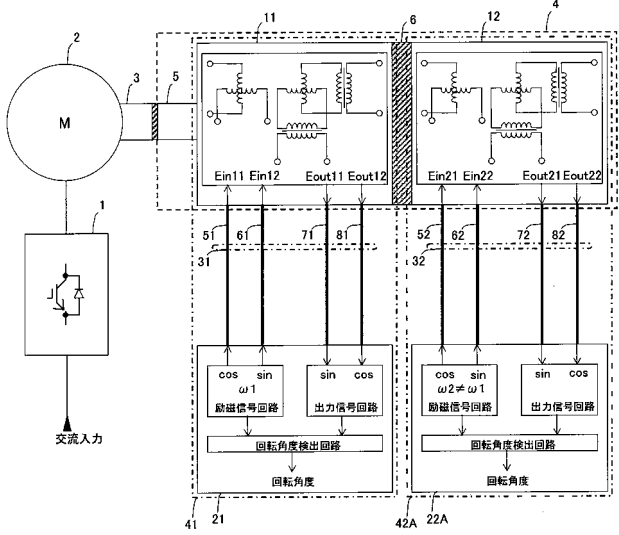 11
6
12
4
2
3
5
M
Ein11 Ein12 Eout11 Eout12
Ein21 Ein22 Eout21 Eout22
1
51 61 71 81
52 62 72 82
31
32
cos sin sin cos
cos sin sin cos
ω1
ω2≠ω1
励磁信号回路 出力信号回路
励磁信号回路 出力信号回路
回転角度検出回路
回転角度検出回路
交流入力
回転角度
回転角度
41 21
42A 22A